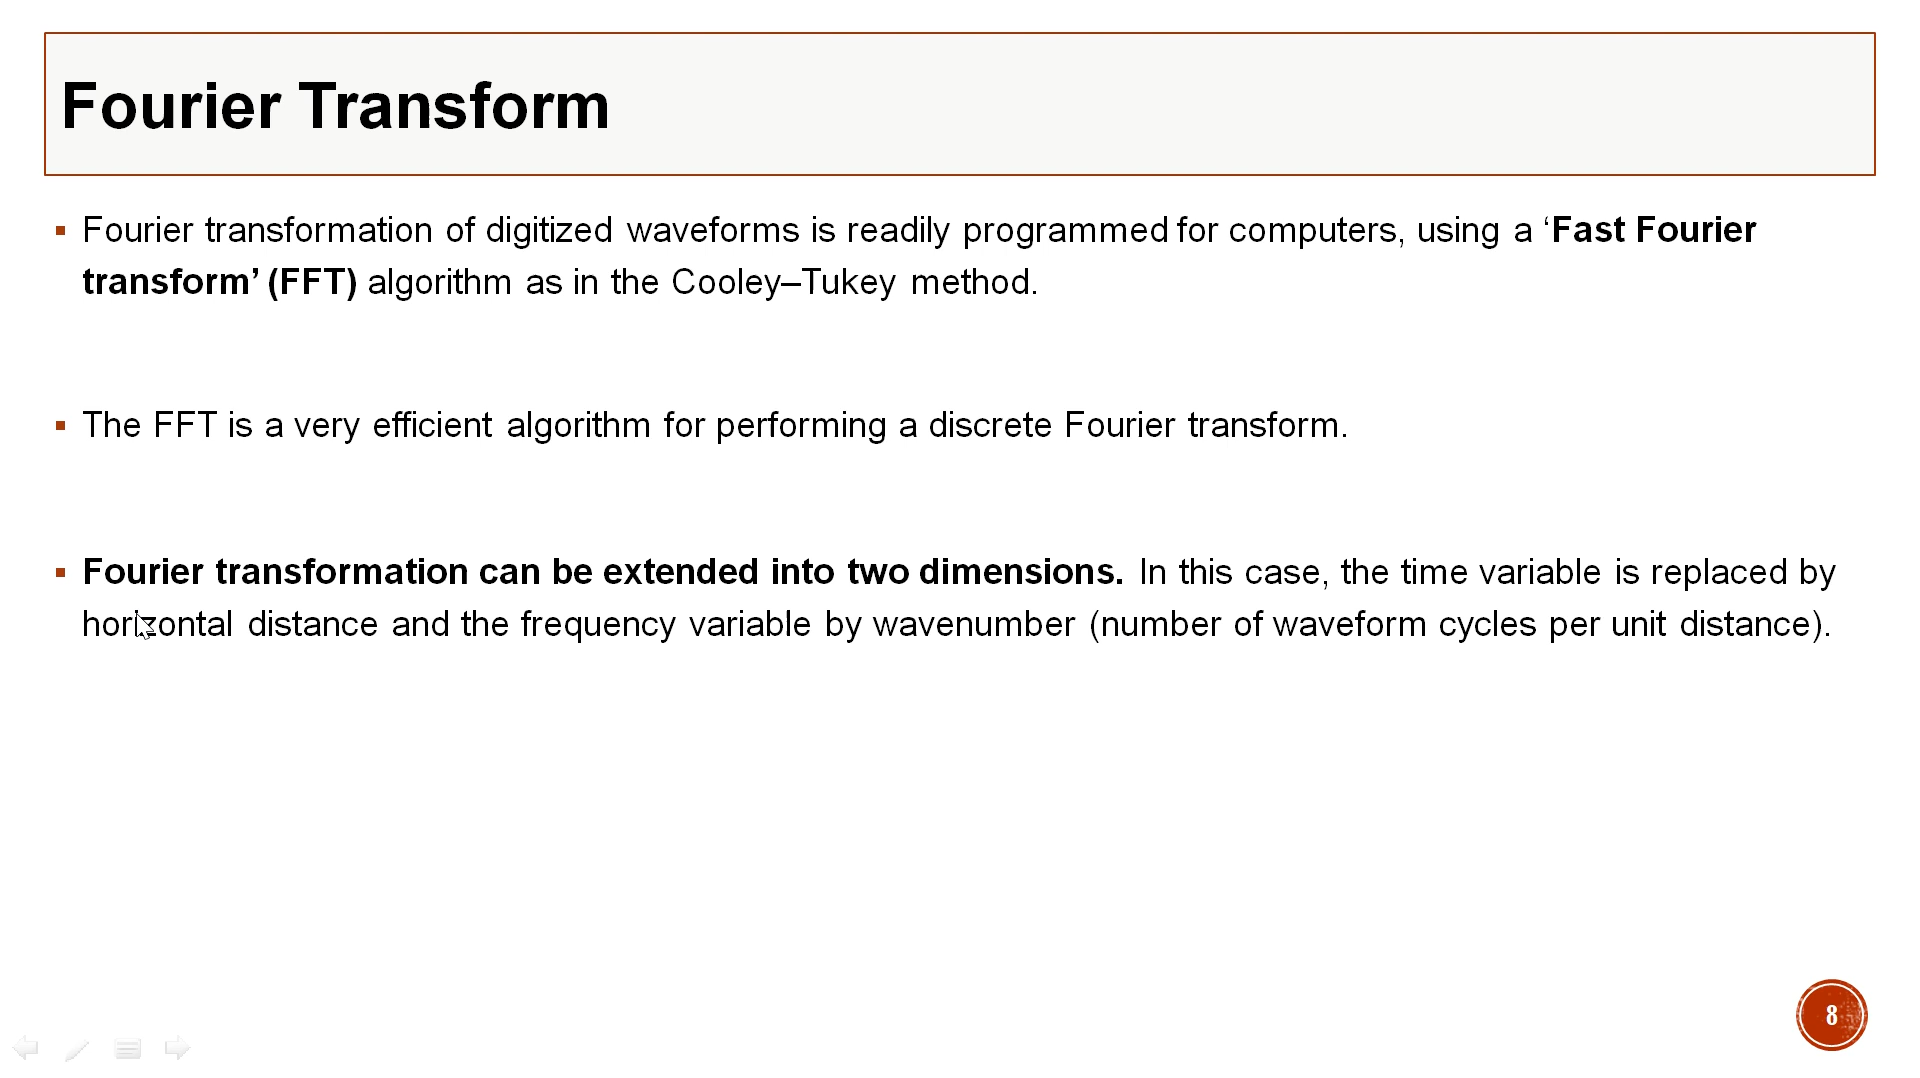 Fourier Transform
Fourier transformation of digitized waveforms is readily programmed for computers, using a ‘Fast Fourier
transform’ (FFT) algorithm as in the Cooley–Tukey method.
The FFT is a very efficient algorithm for performing a discrete Fourier transform.
Fourier transformation can be extended into two dimensions. In this case, the time variable is replaced by
horizontal distance and the frequency variable by wavenumber (number of waveform cycles per unit distance).
8